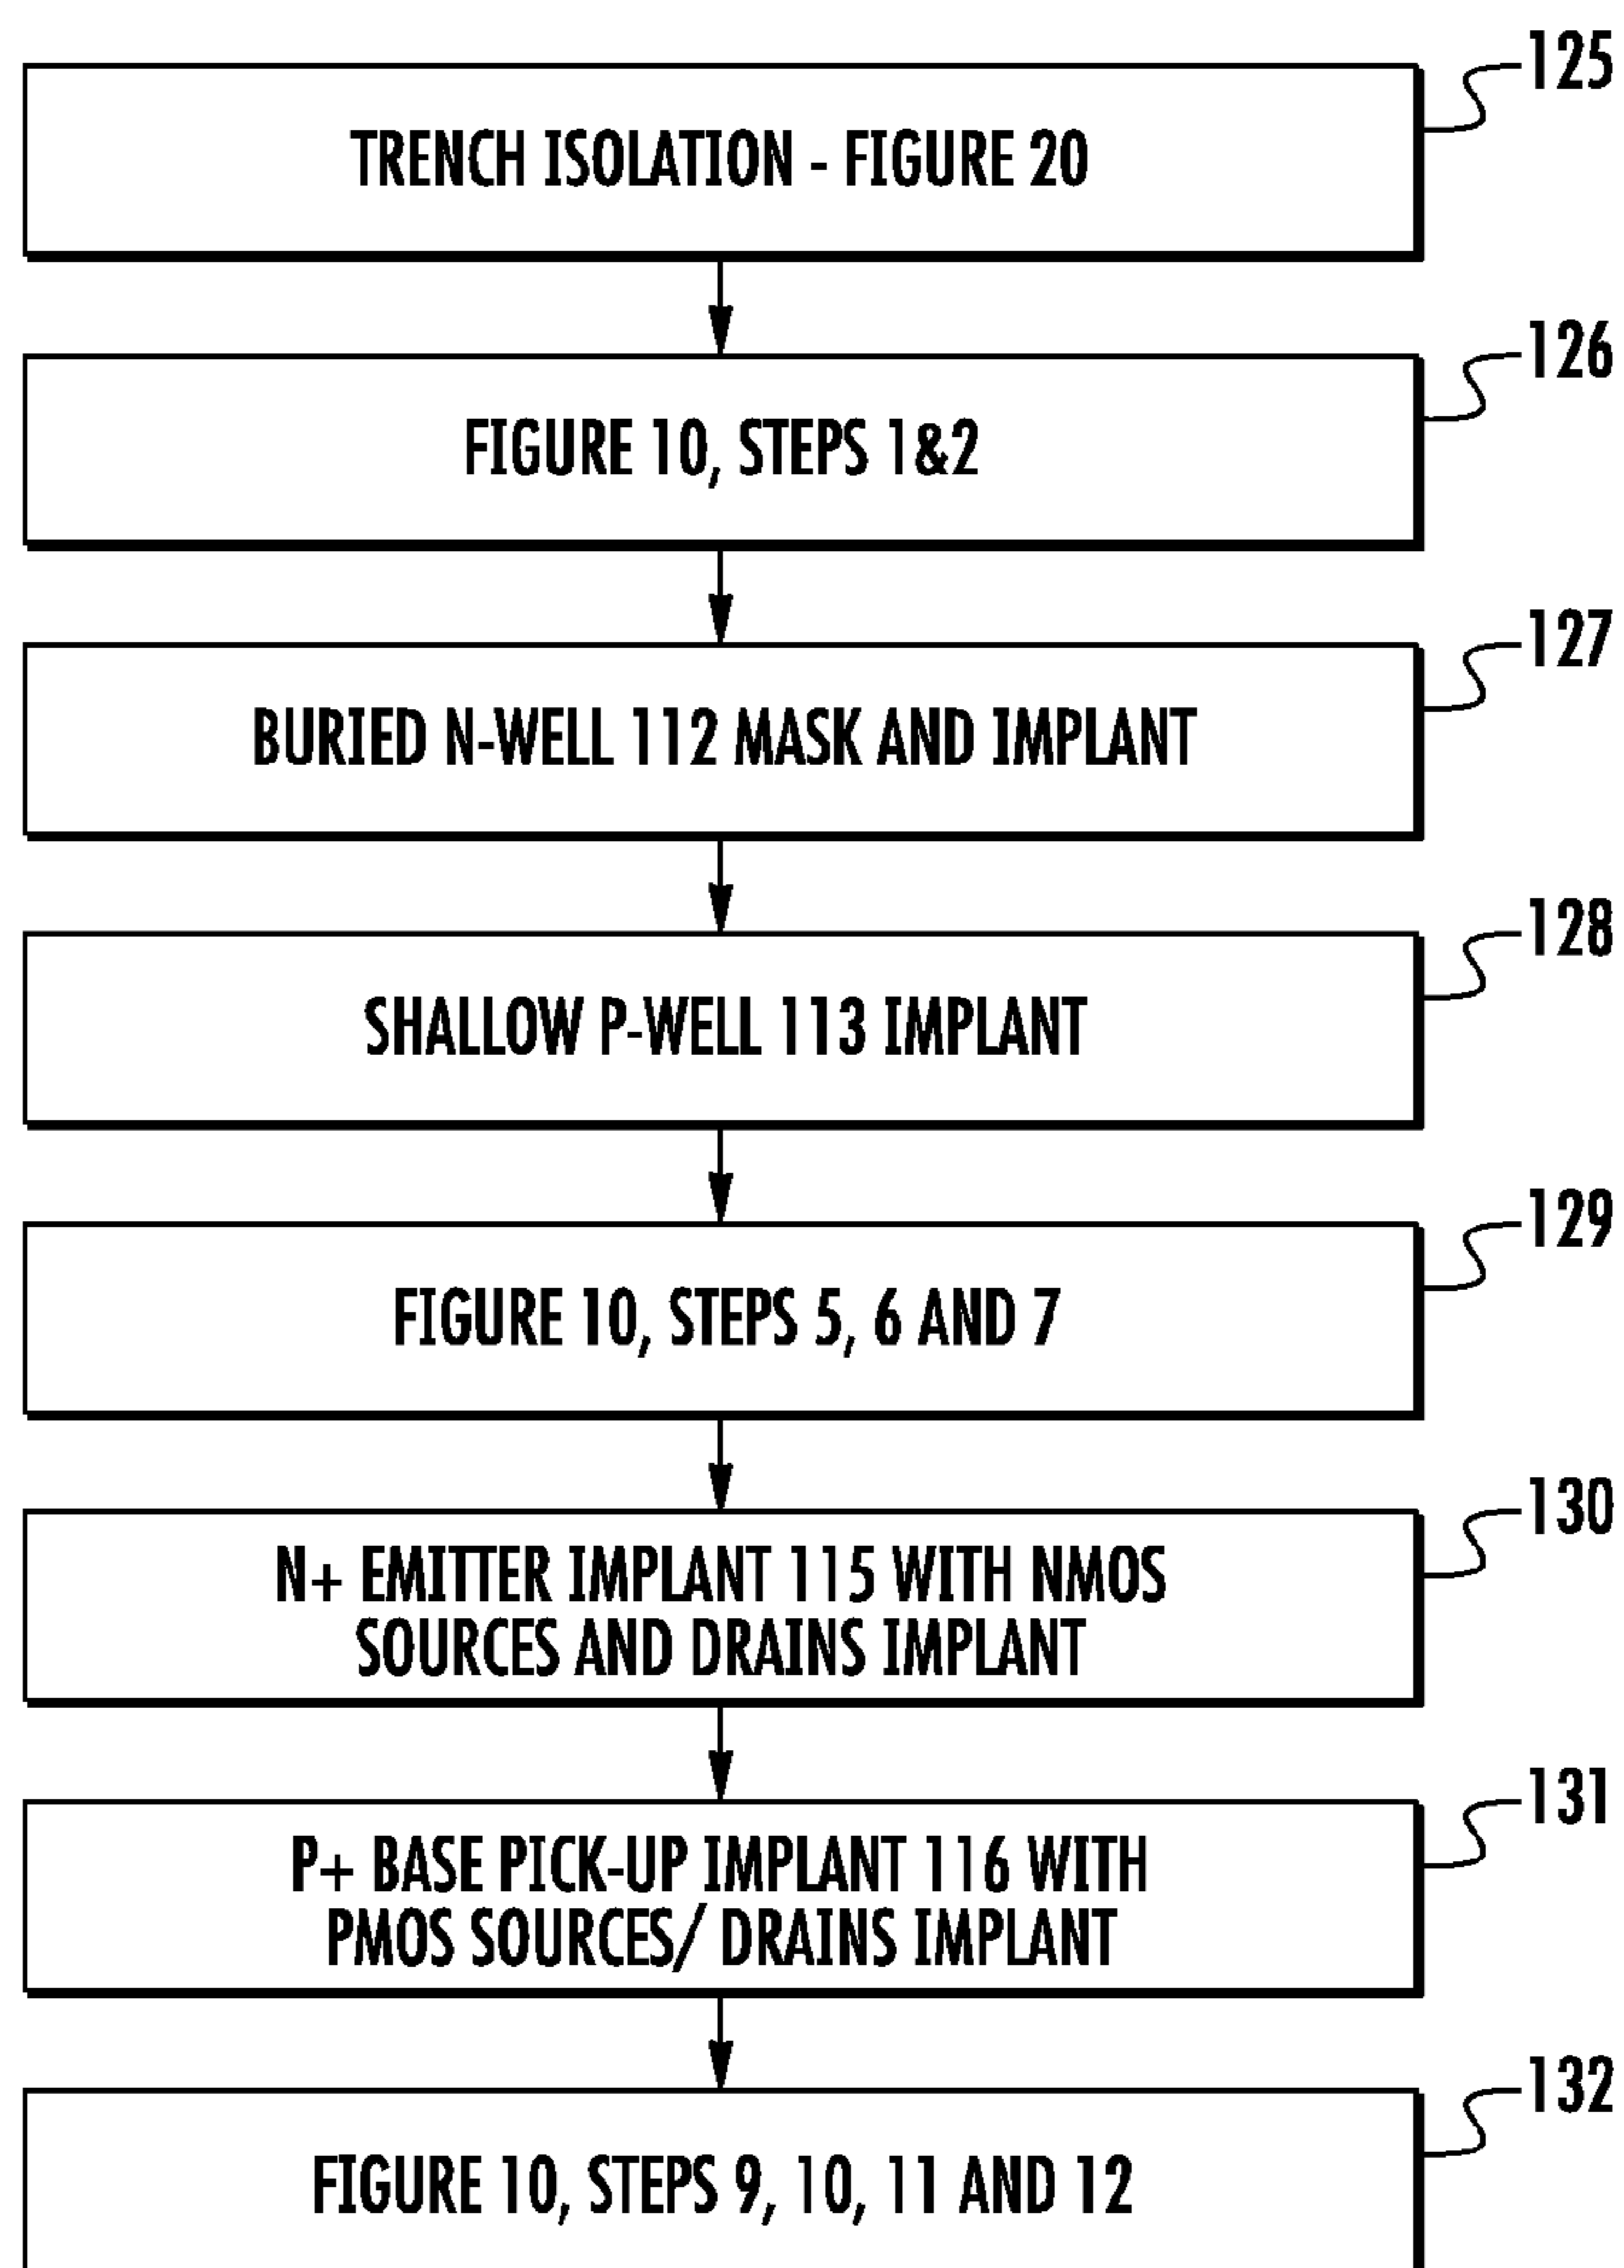 125
TRENCH ISOLATION - FIGURE 20
126
FIGURE 10, STEPS 1&2
127
BURIED N-WELL 112 MASK AND IMPLANT
128
SHALLOW P-WELL 113 IMPLANT
129
FIGURE 10, STEPS 5, 6 AND 7
130
N+ EMITTER IMPLANT 115 WITH NMOS
SOURCES AND DRAINS IMPLANT
131
P+ BASE PICK-UP IMPLANT 116 WITH
PMOS SOURCES/ DRAINS IMPLANT
132
FIGURE 10, STEPS 9, 10, 11 AND 12